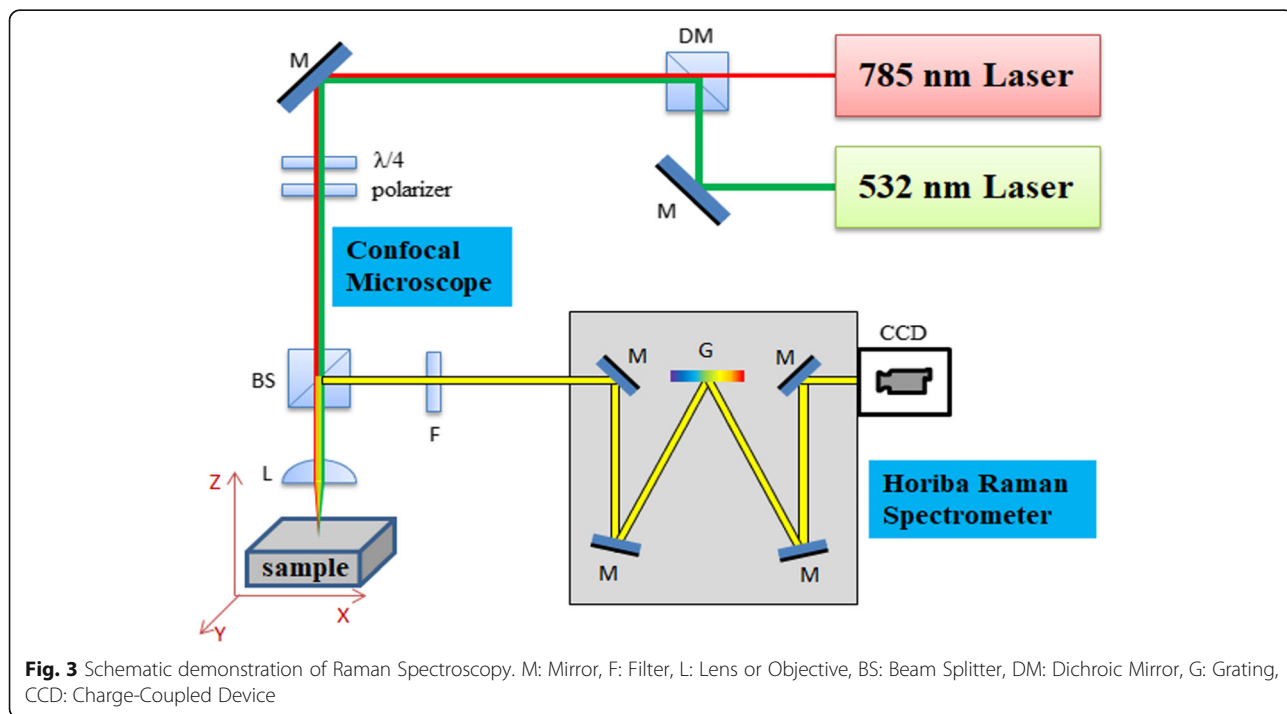 DM
M
785 nm Laser
λ/4
polarizer
532 nm Laser
M
Confocal
Microscope
CCD
M
G
M
BS
F
L
Z
Horiba Raman
Spectrometer
sample
M
M
X
Y
Fig. 3 Schematic demonstration of Raman Spectroscopy. M: Mirror, F: Filter, L: Lens or Objective, BS: Beam Splitter, DM: Dichroic Mirror, G: Grating,
CCD: Charge-Coupled Device